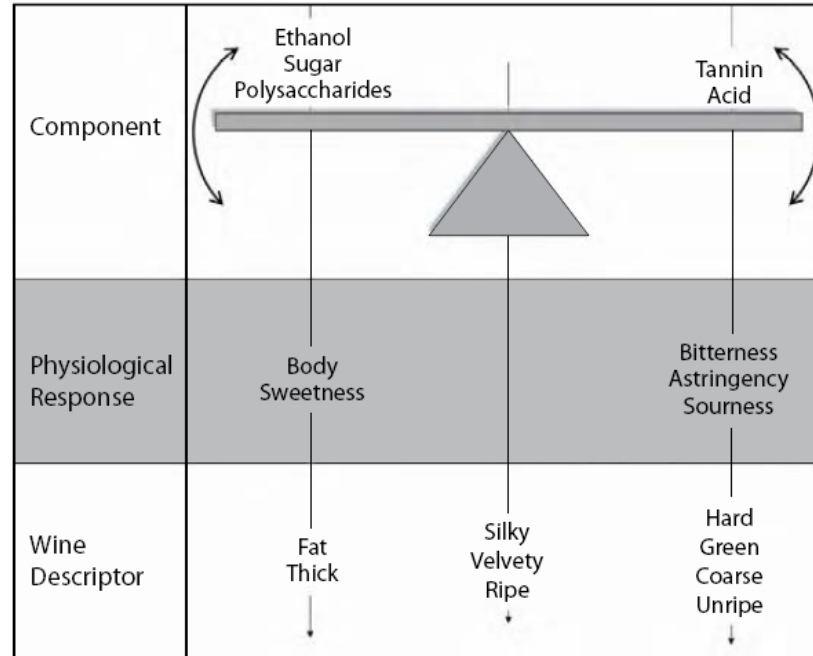 Component
Ethanol
Sugar
Polysaccharides
Tannin
Acid
Physiological
Response
Body
Sweetness
Bitterness
Astringency
Sourness
Wine
Descriptor
Fat
Thick
Silky
Velvety
Ripe
Hard
Green
Coarse
Unripe